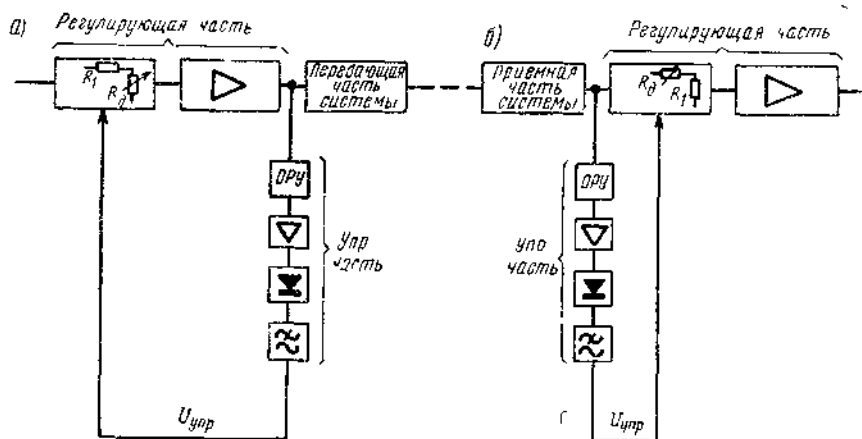 а)
Регулирующая часть
R1
Rд
Передающая
часть
системы
ОРУ
Упр
часть
Uупр
б)
Регулирующая часть
Приемная
часть
системы
Rд
R1
ОРУ
Упр
часть
Uупр